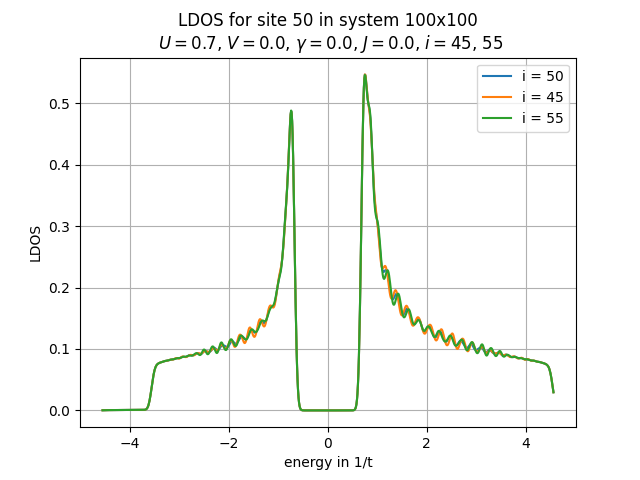 LDOS for site 50 in system 100x100
U = 0.7, V = 0.0, γ = 0.0, J = 0.0, i = 45, 55
i = 50
i = 45
i = 55
LDOS
0.5
0.4
0.3
0.2
0.1
0.0
−4 −2 0 2 4
energy in 1/t